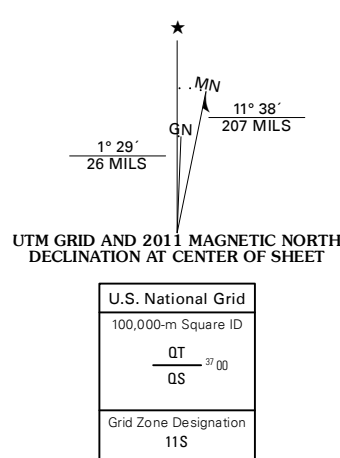 ★
MN
11° 38´
207 MILS
GN
1° 29´
26 MILS
UTM GRID AND 2011 MAGNETIC NORTH
DECLINATION AT CENTER OF SHEET
U.S. National Grid
100,000-m Square ID
QT
37 00
QS
Grid Zone Designation
11S